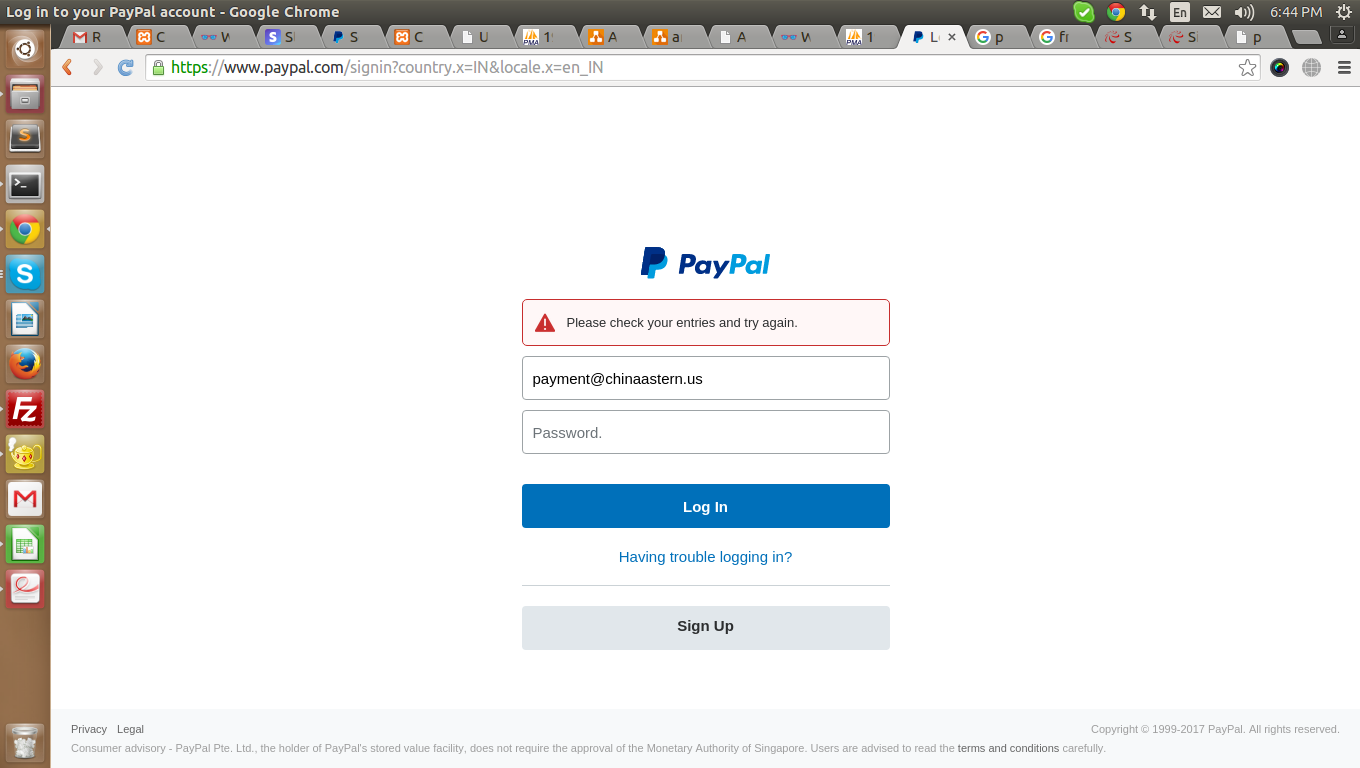 Log in to your PayPal account - Google Chrome
En
6:44 PM
R
C
W
S
S
C
U
PMA
1
A
a
A
W
PMA
1
L
×
p
fr
S
S
p
https://www.paypal.com/signin?country.x=IN&locale.x=en_IN
S
>_
S
Fz
PayPal
Please check your entries and try again.
payment@chinaastern.us
Password.
Log In
Having trouble logging in?
Sign Up
Privacy Legal
Copyright © 1999-2017 PayPal. All rights reserved.
Consumer advisory - PayPal Pte. Ltd., the holder of PayPal's stored value facility, does not require the approval of the Monetary Authority of Singapore. Users are advised to read the terms and conditions carefully.